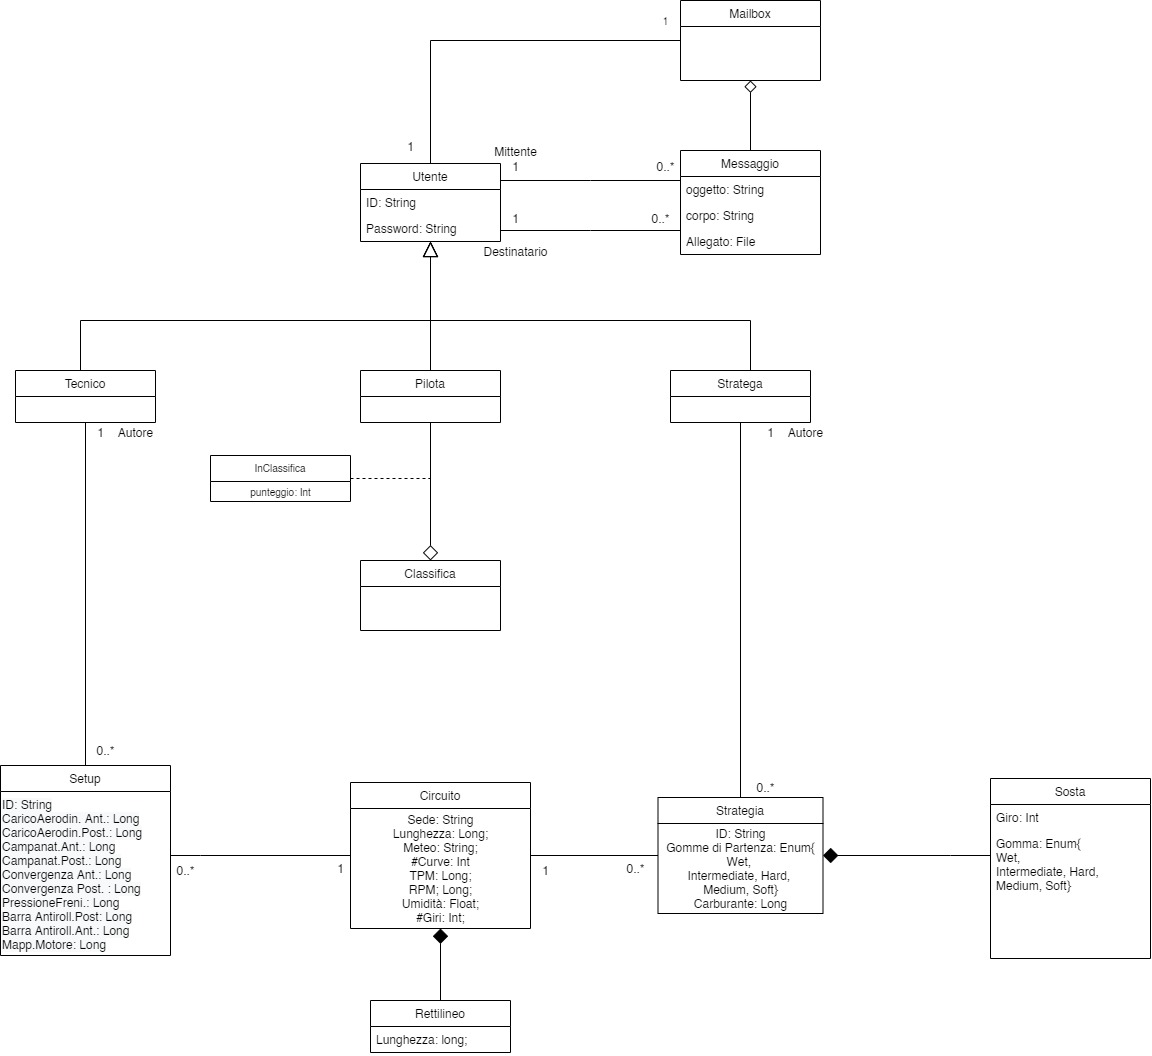 Mailbox
1
1
Mittente
1
0..*
Utente
ID: String
Password: String
Messaggio
oggetto: String
corpo: String
Allegato: File
1
0..*
Destinatario
Tecnico
Pilota
Stratega
1 Autore
1 Autore
InClassifica
punteggio: Int
Classifica
0..*
Setup
ID: String
CaricoAerodin. Ant.: Long
CaricoAerodin.Post.: Long
Campanat.Ant.: Long
Campanat.Post.: Long
Convergenza Ant.: Long
Convergenza Post. : Long
PressioneFreni.: Long
Barra Antiroll.Post: Long
Barra Antiroll.Ant.: Long
Mapp.Motore: Long
0..*
1
Circuito
Sede: String
Lunghezza: Long;
Meteo: String;
#Curve: Int
TPM: Long;
RPM; Long;
Umidità: Float;
#Giri: Int;
1
0..*
0..*
Strategia
ID: String
Gomme di Partenza: Enum{
Wet,
Intermediate, Hard,
Medium, Soft}
Carburante: Long
Sosta
Giro: Int
Gomma: Enum{
Wet,
Intermediate, Hard,
Medium, Soft}
Rettilineo
Lunghezza: long;